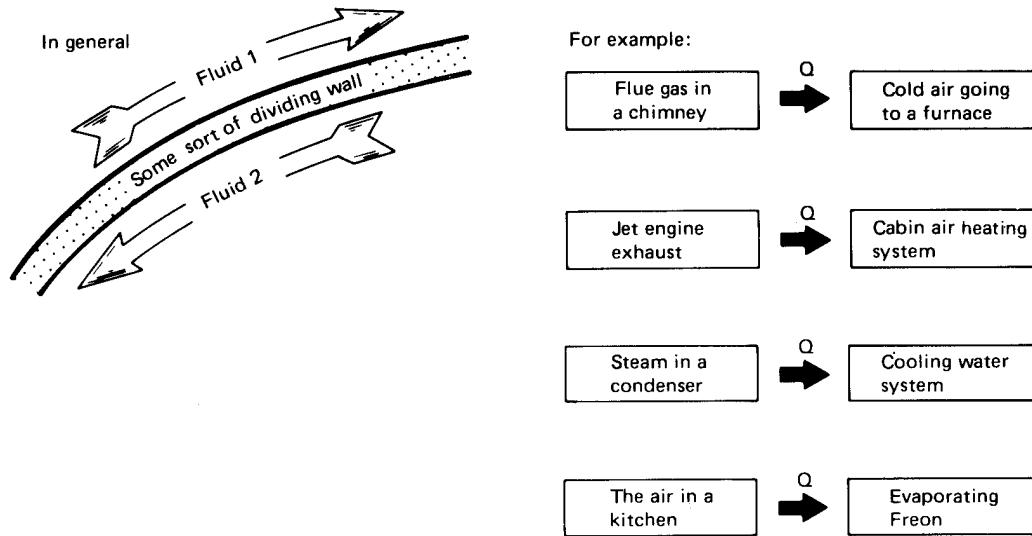 In general
Fluid 1
Some sort of dividing wall
Fluid 2
For example:
Flue gas in
a chimney
Q
Cold air going
to a furnace
Jet engine
exhaust
Q
Cabin air heating
system
Steam in a
condenser
Q
Cooling water
system
The air in a
kitchen
Q
Evaporating
Freon